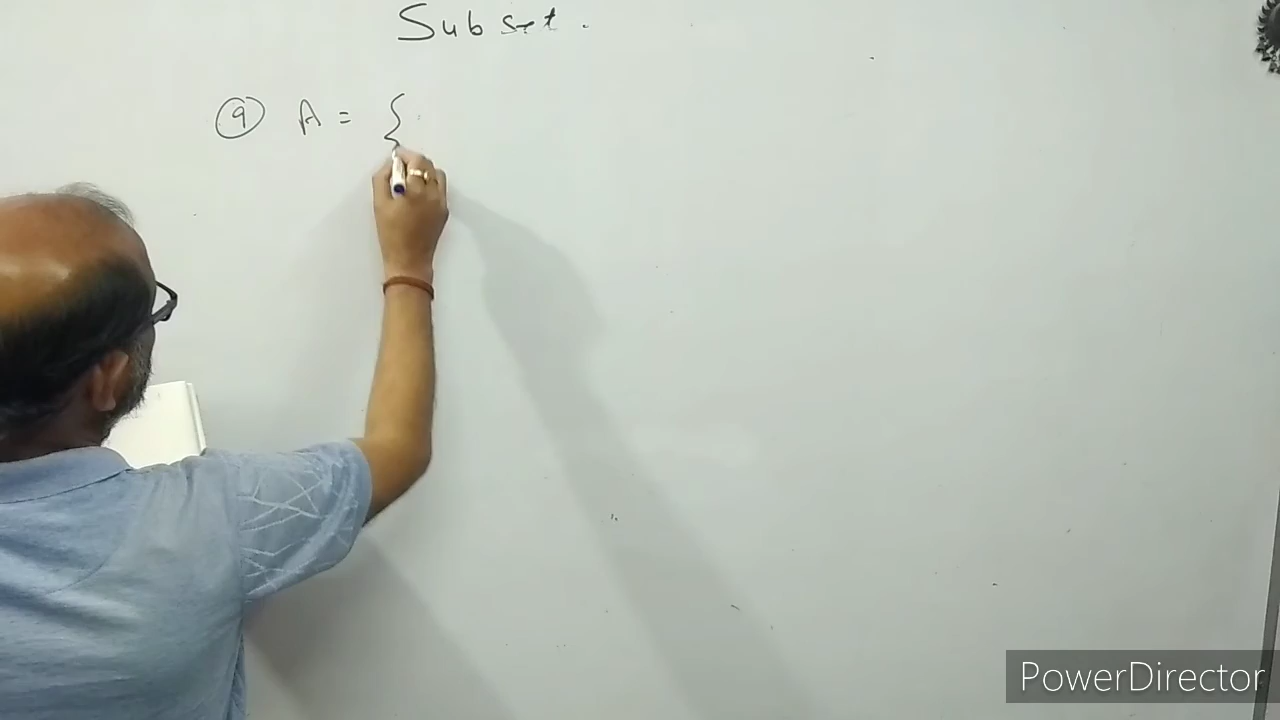 Subset.
9 A = {
PowerDirector